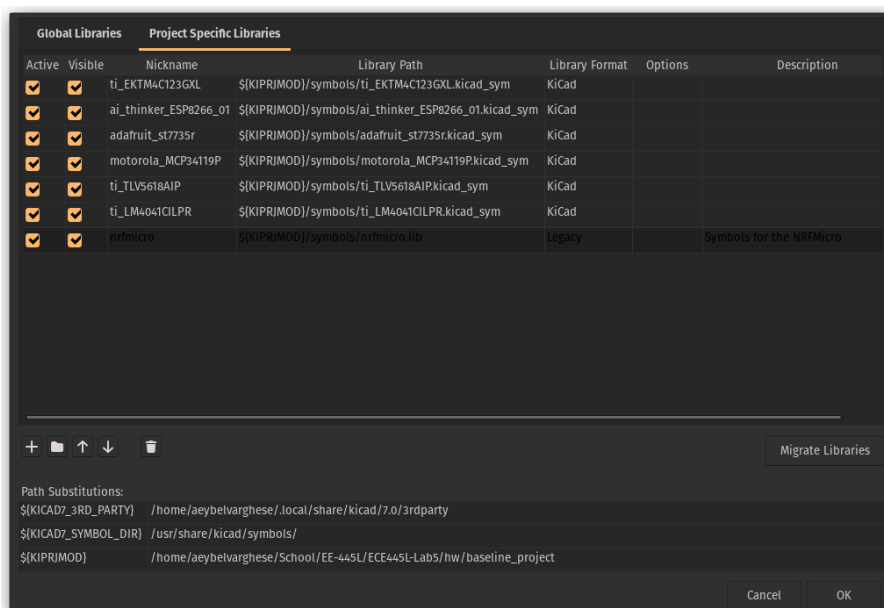 Global Libraries Project Specific Libraries
Active Visible Nickname Library Path Library Format Options Description
ti_EKTM4C123GXL ${KIPRJMOD}/symbols/ti_EKTM4C123GXL.kicad_sym KiCad
ai_thinker_ESP8266_01 ${KIPRJMOD}/symbols/ai_thinker_ESP8266_01.kicad_sym KiCad
adafruit_st7735r ${KIPRJMOD}/symbols/adafruit_st7735r.kicad_sym KiCad
motorola_MCP34119P ${KIPRJMOD}/symbols/motorola_MCP34119P.kicad_sym KiCad
ti_TLV5618AIP ${KIPRJMOD}/symbols/ti_TLV5618AIP.kicad_sym KiCad
ti_LM4041CILPR ${KIPRJMOD}/symbols/ti_LM4041CILPR.kicad_sym KiCad
nrfmicro ${KIPRJMOD}/symbols/nrfmicro.lib Legacy Symbols for the NRFMicro
Migrate Libraries
Path Substitutions:
${KICAD7_3RD_PARTY} /home/aeybelvarghese/.local/share/kicad/7.0/3rdparty
${KICAD7_SYMBOL_DIR} /usr/share/kicad/symbols/
${KIPRJMOD} /home/aeybelvarghese/School/EE-445L/ECE445L-Lab5/hw/baseline_project
Cancel OK